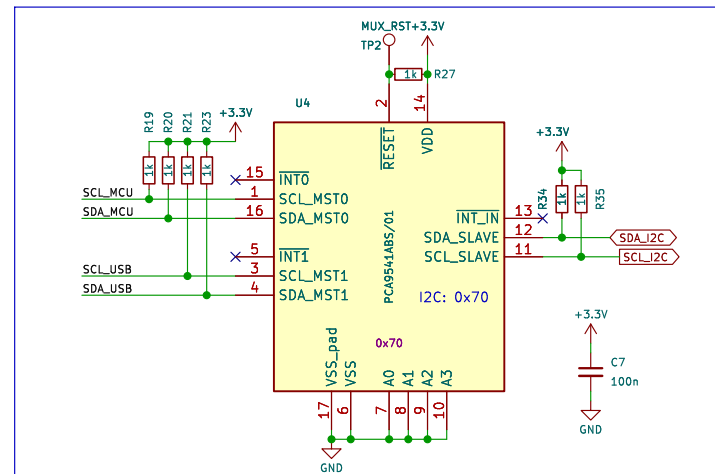 MUX_RST
+3.3V
TP2
1k
R27
U4
2
14
RESET
VDD
R19
R20
R21
R23
+3.3V
1k
1k
1k
1k
15
INT0
SCL_MCU
1
SCL_MST0
SDA_MCU
16
SDA_MST0
5
INT1
SCL_USB
3
SCL_MST1
SDA_USB
4
SDA_MST1
PCA9541ABS/01
+3.3V
R34
1k
1k
R35
INT_IN
13
SDA_SLAVE
12
SDA_I2C
SCL_SLAVE
11
SCL_I2C
I2C: 0x70
0x70
VSS_pad
VSS
A0
A1
A2
A3
17
6
7
8
9
10
GND
+3.3V
C7
100n
GND